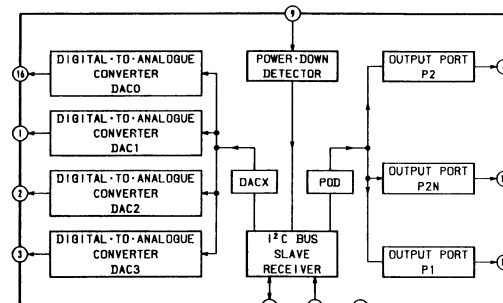 9
DIGITAL·TO·ANALOGUE
CONVERTER
DAC0
16
POWER·DOWN
DETECTOR
OUTPUT PORT
P2
DIGITAL·TO·ANALOGUE
CONVERTER
DAC1
1
DIGITAL·TO·ANALOGUE
CONVERTER
DAC2
2
DACX
POD
OUTPUT PORT
P2N
DIGITAL·TO·ANALOGUE
CONVERTER
DAC3
3
I²C BUS
SLAVE
RECEIVER
OUTPUT PORT
P1